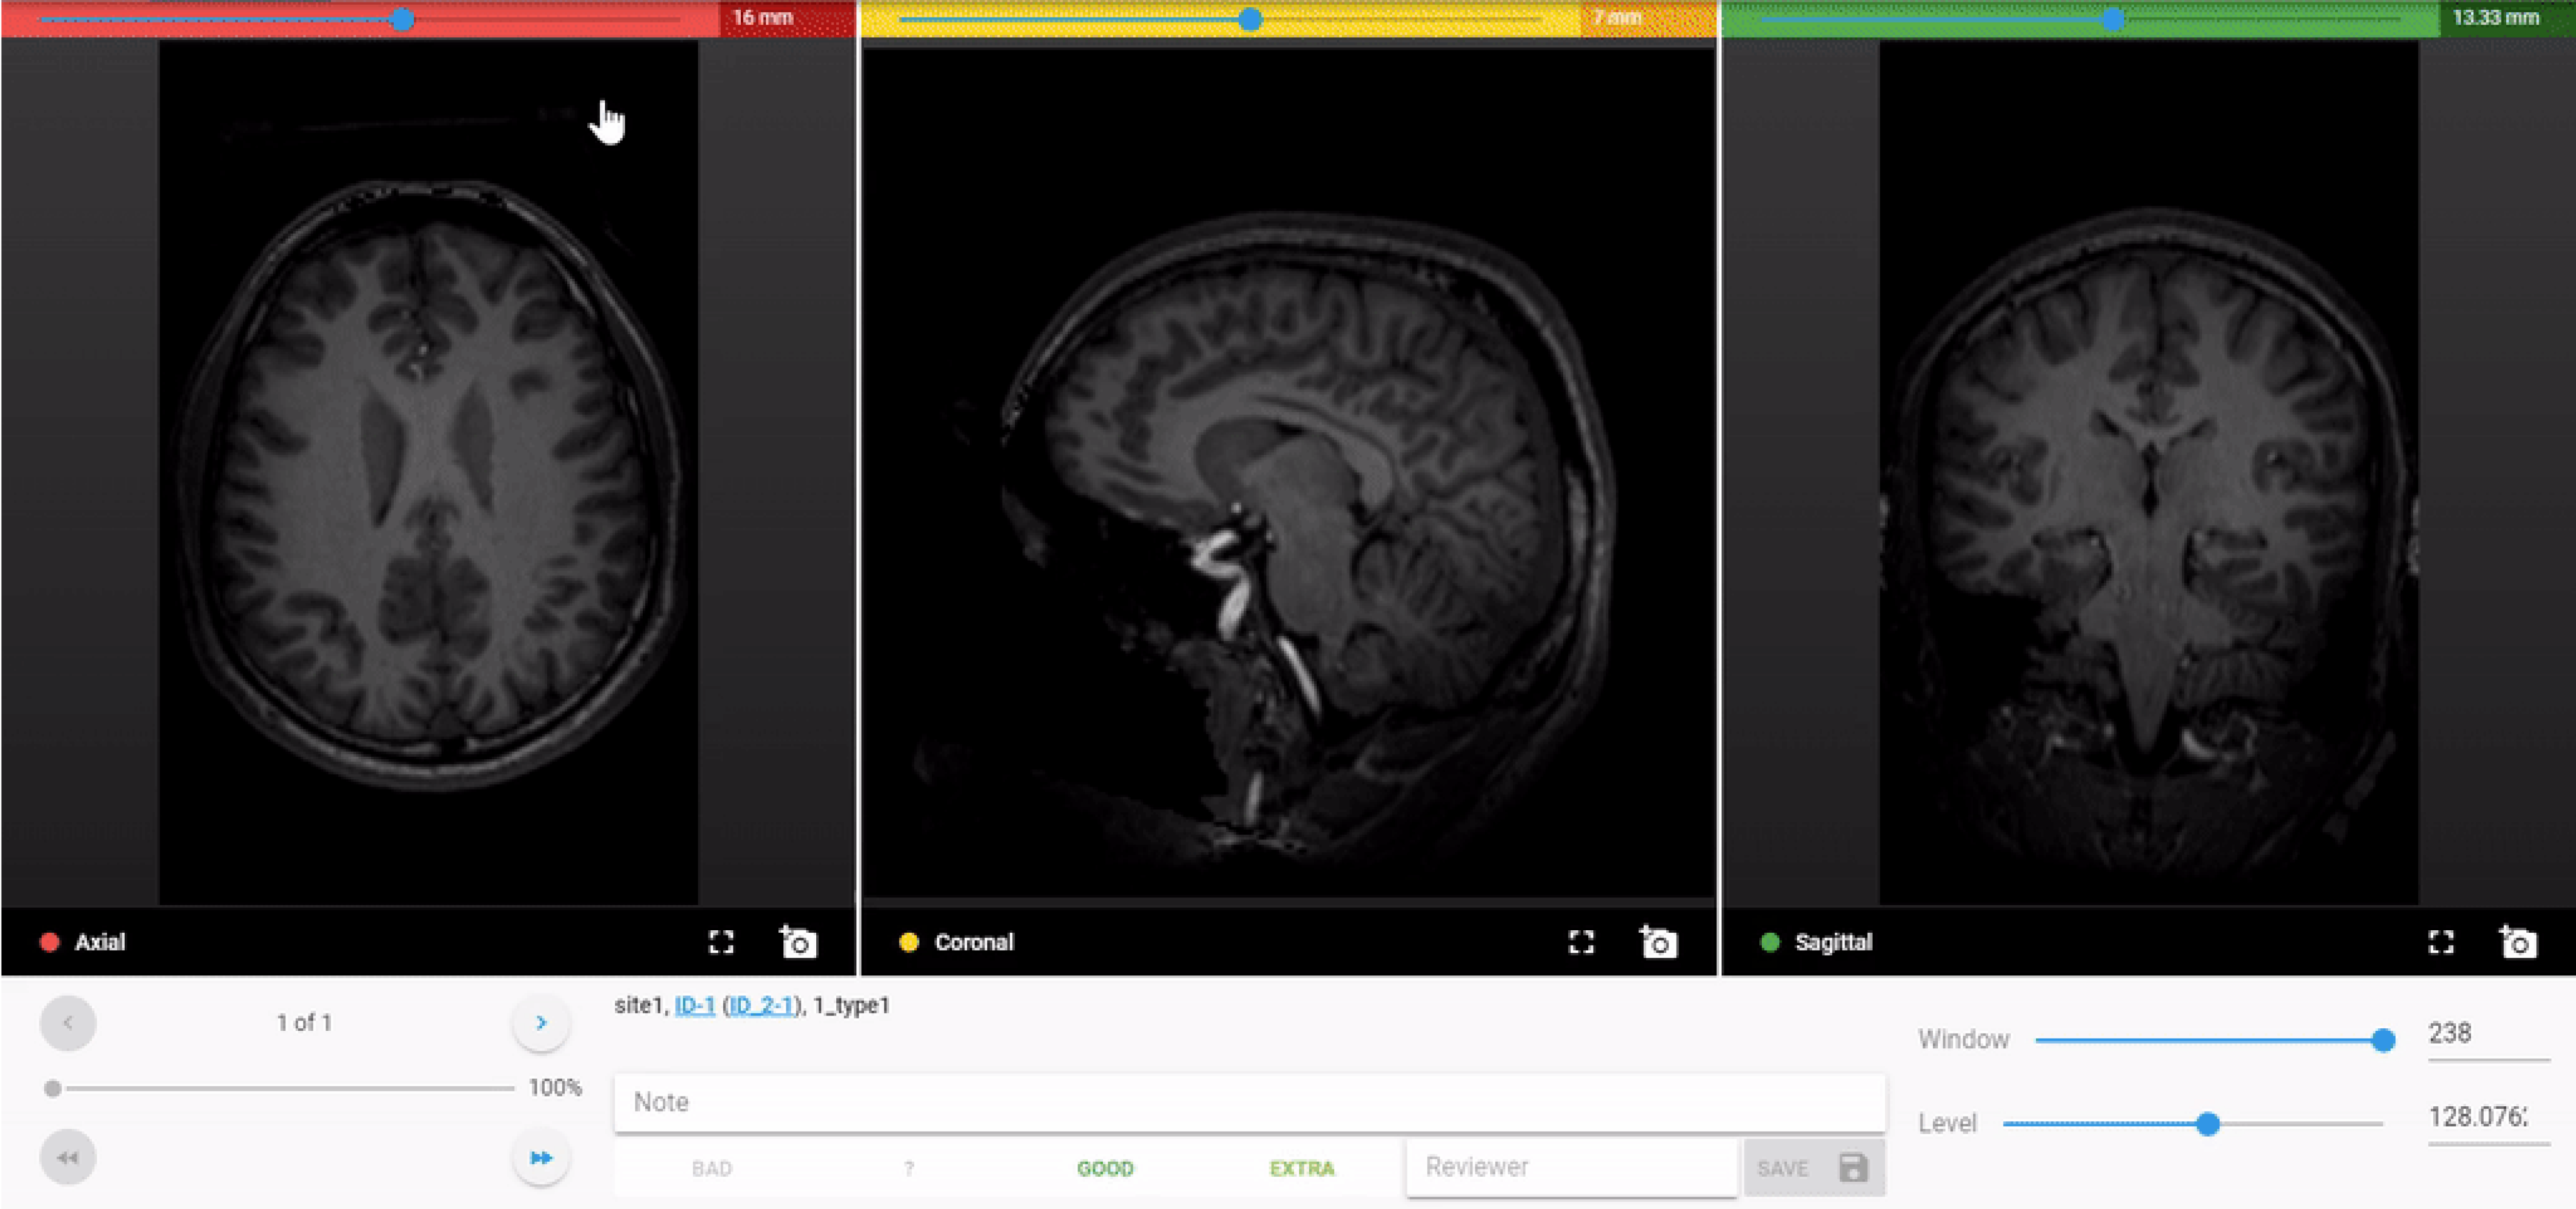 16 mm
7 mm
13.33 mm
Axial
Coronal
Sagittal
1 of 1
site1, ID-1 (ID_2-1), 1_type1
Window
238
100%
Note
Level
128.076
BAD
?
GOOD
EXTRA
Reviewer
SAVE